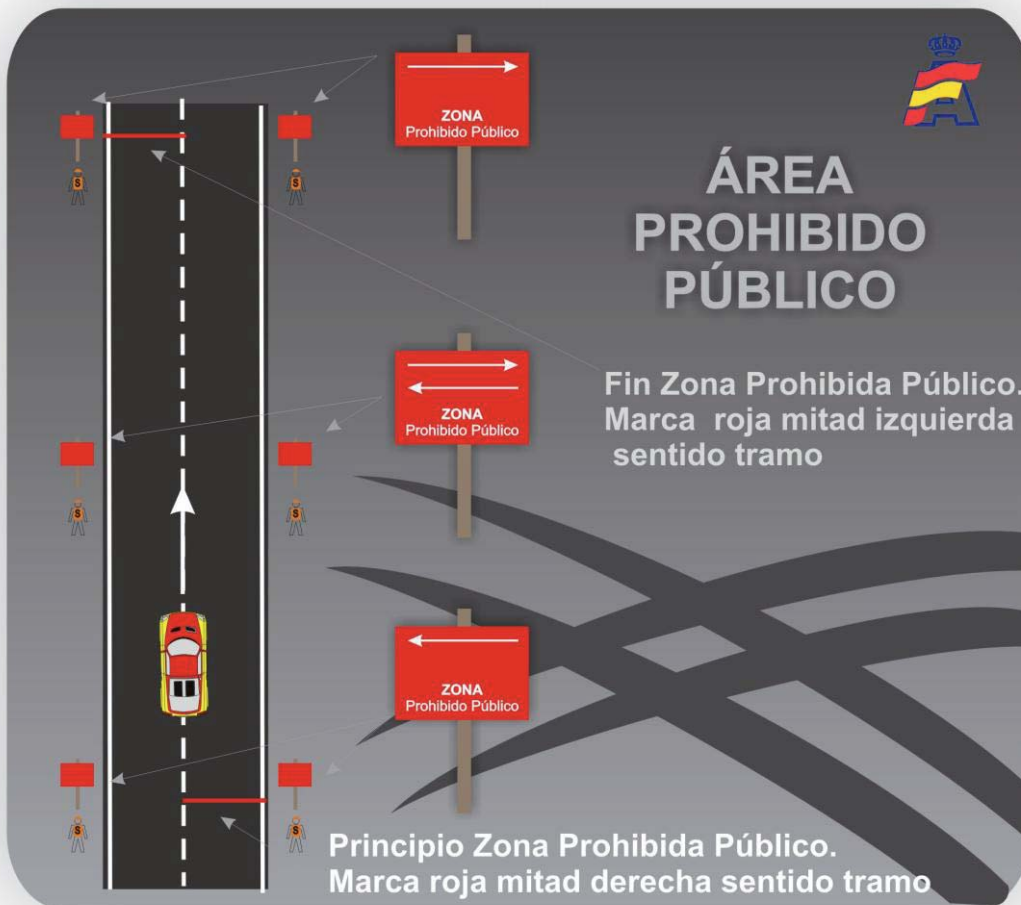 ZONA
Prohibido Público
ÁREA
PROHIBIDO
PÚBLICO
ZONA
Prohibido Público
Fin Zona Prohibida Público.
Marca roja mitad izquierda
sentido tramo
S
S
S
S
ZONA
Prohibido Público
S
S
Principio Zona Prohibida Público.
Marca roja mitad derecha sentido tramo